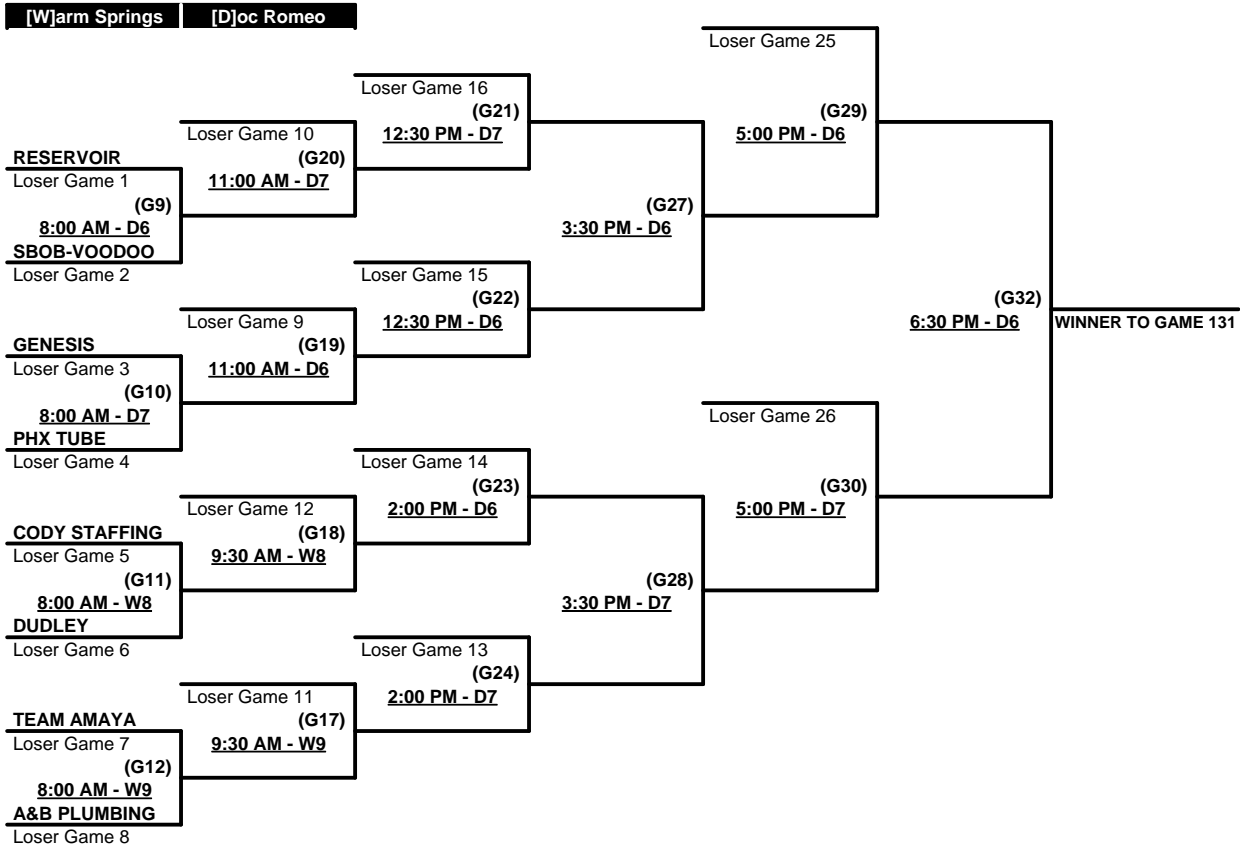 [W]arm Springs [D]oc Romeo
Loser Game 25
Loser Game 16
(G21)
12:30 PM - D7
(G29)
5:00 PM - D6
Loser Game 10
(G20)
11:00 AM - D7
RESERVOIR
Loser Game 1
(G9)
8:00 AM - D6
SBOB-VOODOO
Loser Game 2
(G27)
3:30 PM - D6
Loser Game 15
(G22)
12:30 PM - D6
Loser Game 9
(G19)
11:00 AM - D6
GENESIS
Loser Game 3
(G10)
8:00 AM - D7
PHX TUBE
Loser Game 4
(G32)
6:30 PM - D6
WINNER TO GAME 131
Loser Game 26
Loser Game 14
(G23)
2:00 PM - D6
(G30)
5:00 PM - D7
Loser Game 12
(G18)
9:30 AM - W8
CODY STAFFING
Loser Game 5
(G11)
8:00 AM - W8
DUDLEY
Loser Game 6
(G28)
3:30 PM - D7
Loser Game 13
(G24)
2:00 PM - D7
Loser Game 11
(G17)
9:30 AM - W9
TEAM AMAYA
Loser Game 7
(G12)
8:00 AM - W9
A&B PLUMBING
Loser Game 8